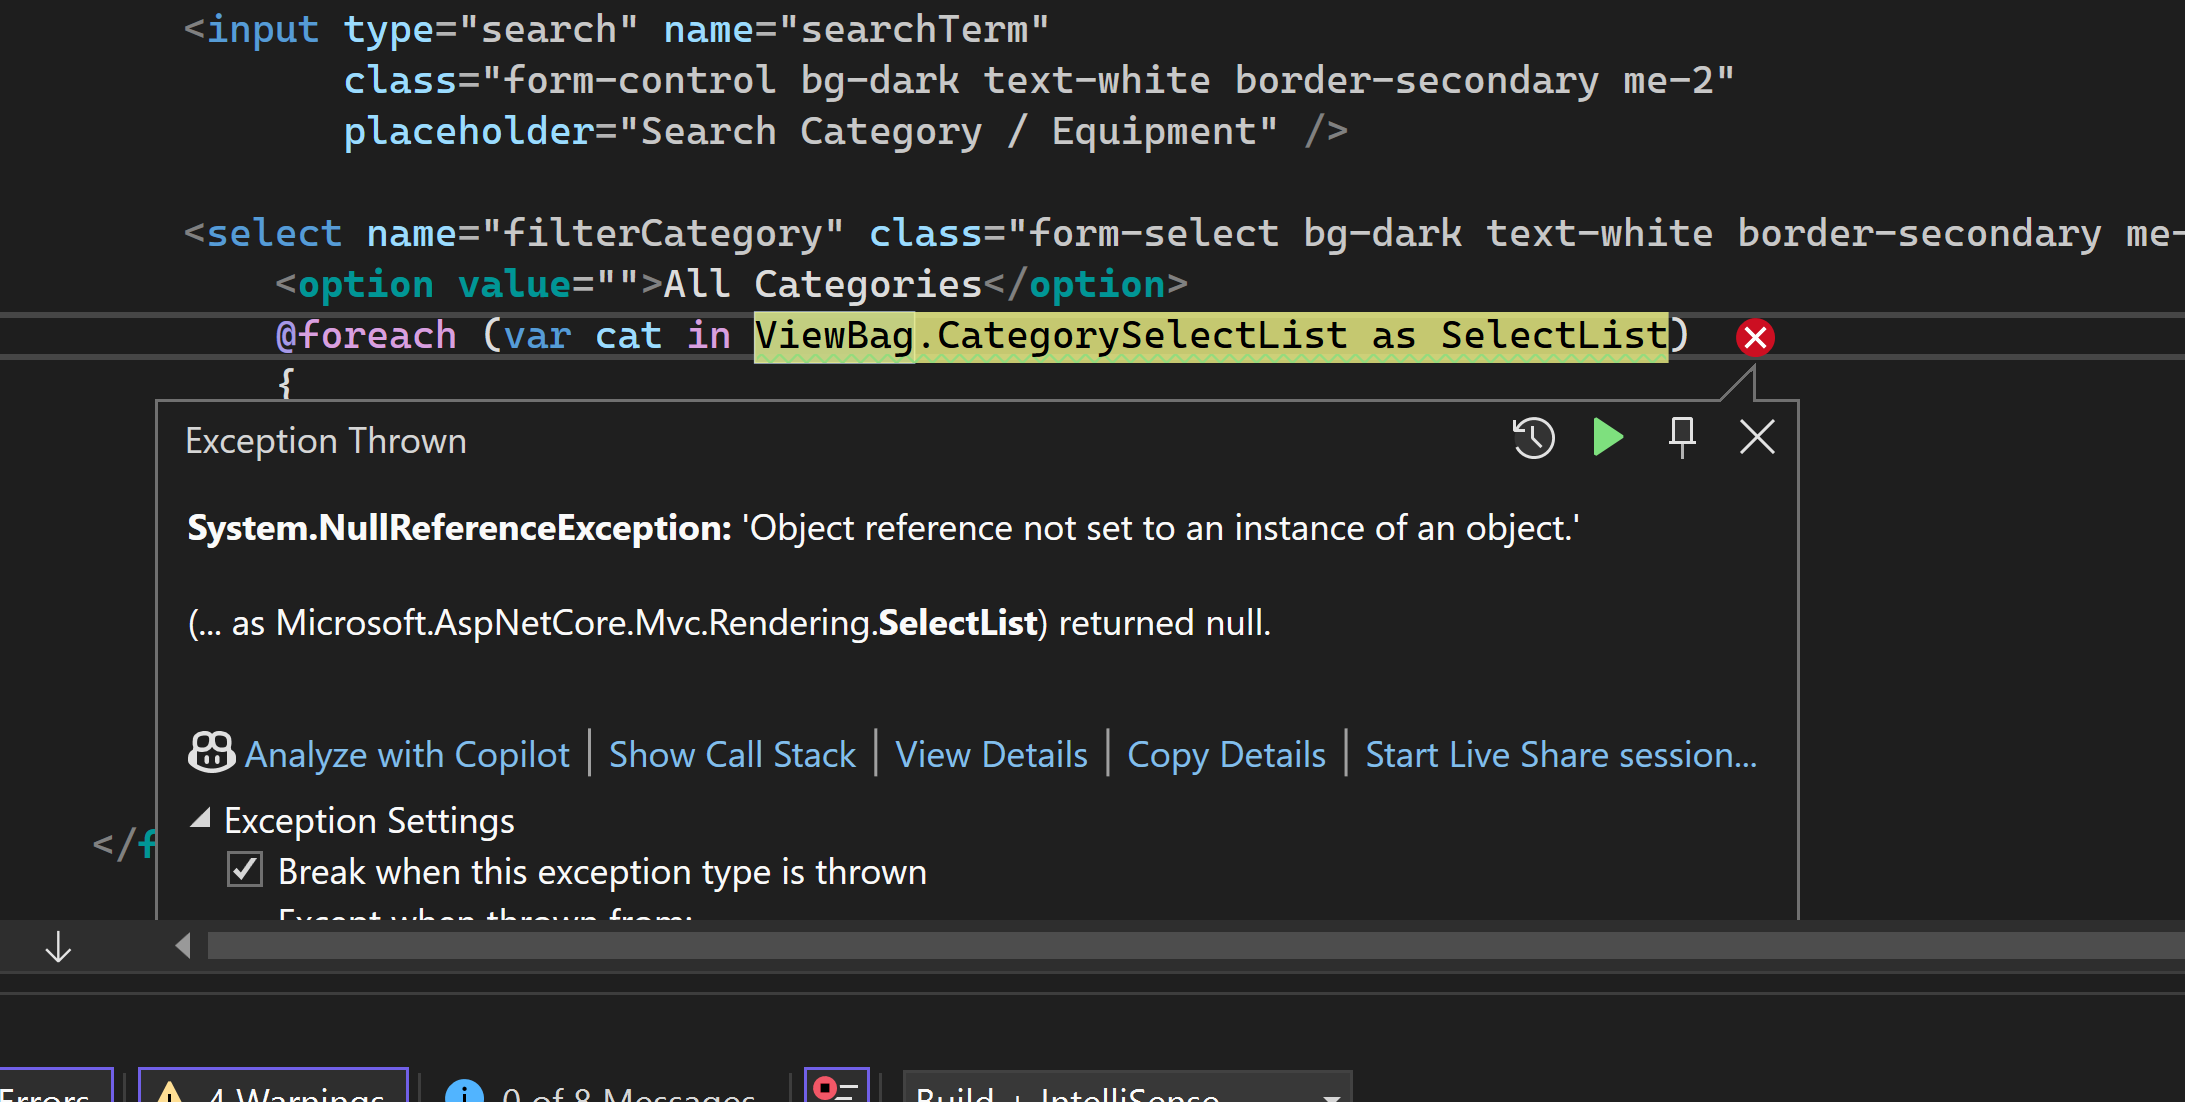 <input type="search" name="searchTerm"
class="form-control bg-dark text-white border-secondary me-2"
placeholder="Search Category / Equipment" />
<select name="filterCategory" class="form-select bg-dark text-white border-secondary me-
<option value="">All Categories</option>
@foreach (var cat in ViewBag.CategorySelectList as SelectList)
{
Exception Thrown
System.NullReferenceException: 'Object reference not set to an instance of an object.'
(... as Microsoft.AspNetCore.Mvc.Rendering.SelectList) returned null.
Analyze with Copilot | Show Call Stack | View Details | Copy Details | Start Live Share session...
Exception Settings
</f
Break when this exception type is thrown
Except when thrown from:
Errors 4 Warnings 0 of 8 Messages Build + IntelliSense